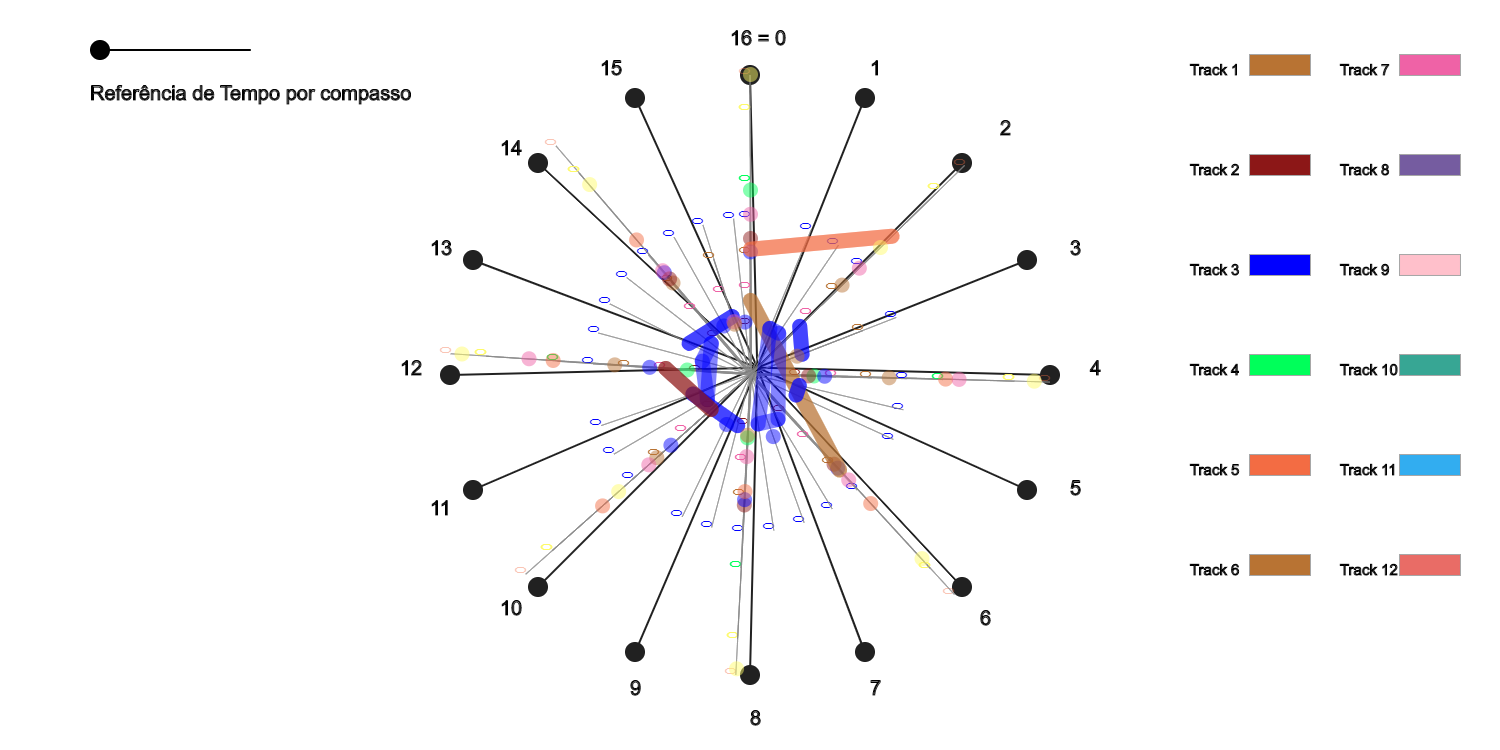 Referência de Tempo por compasso
16 = 0
1
2
3
4
5
6
7
8
9
10
11
12
13
14
15
Track 1
Track 2
Track 3
Track 4
Track 5
Track 6
Track 7
Track 8
Track 9
Track 10
Track 11
Track 12